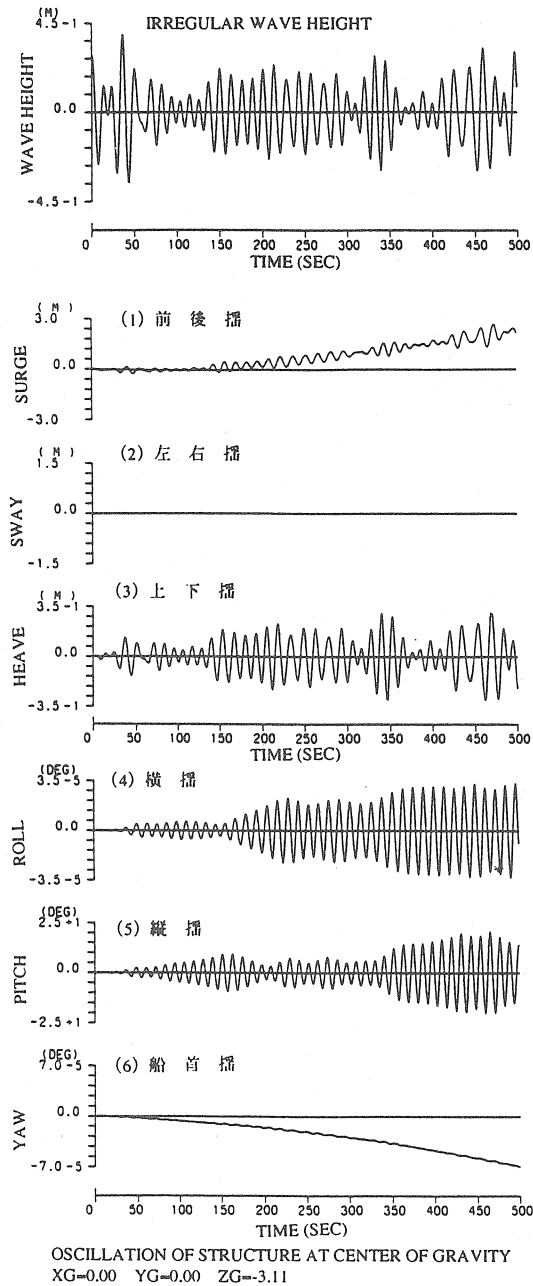 (M)
IRREGULAR WAVE HEIGHT
4.5-1
0.0
-4.5-1
WAVE HEIGHT
0 50 100 150 200 250 300 350 400 450 500
TIME (SEC)
(M)
(1) 前後揺
3.0
0.0
-3.0
SURGE
(M)
(2) 左右揺
1.5
0.0
-1.5
SWAY
(M)
(3) 上下揺
3.5-1
0.0
-3.5-1
HEAVE
0 50 100 150 200 250 300 350 400 450 500
TIME (SEC)
(DEG)
(4) 横揺
3.5-5
0.0
-3.5-5
ROLL
(DEG)
(5) 縦揺
2.5+1
0.0
-2.5+1
PITCH
(DEG)
(6) 船首揺
7.0-5
0.0
-7.0-5
YAW
0 50 100 150 200 250 300 350 400 450 500
TIME (SEC)
OSCILLATION OF STRUCTURE AT CENTER OF GRAVITY
XG=0.00 YG=0.00 ZG=-3.11